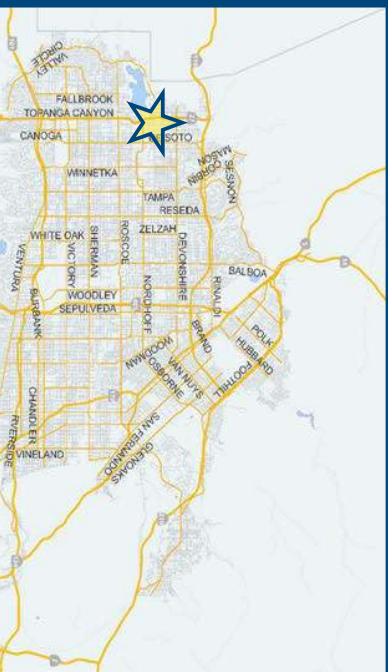 VALLEY CIRCLE
FALLBROOK
TOPANGA CANYON
CANOGA
SOTO
MASON
CORBIN
SESNON
WINNETKA
TAMPA
RESEDA
WHITE OAK
ZELZAH
VENTURA
VICTORY
SHERMAN
ROSCOE
DEVONSHIRE
BALBOA
NORDHOFF
RINALDI
BURBANK
WOODLEY
SEPULVEDA
BRAND
POLK
HUBBARD
WOODMAN
OSBORNE
VAN NUYS
FOOTHILL
CHANDLER
SAN FERNANDO
GLENOAKS
RIVERSIDE
VINELAND